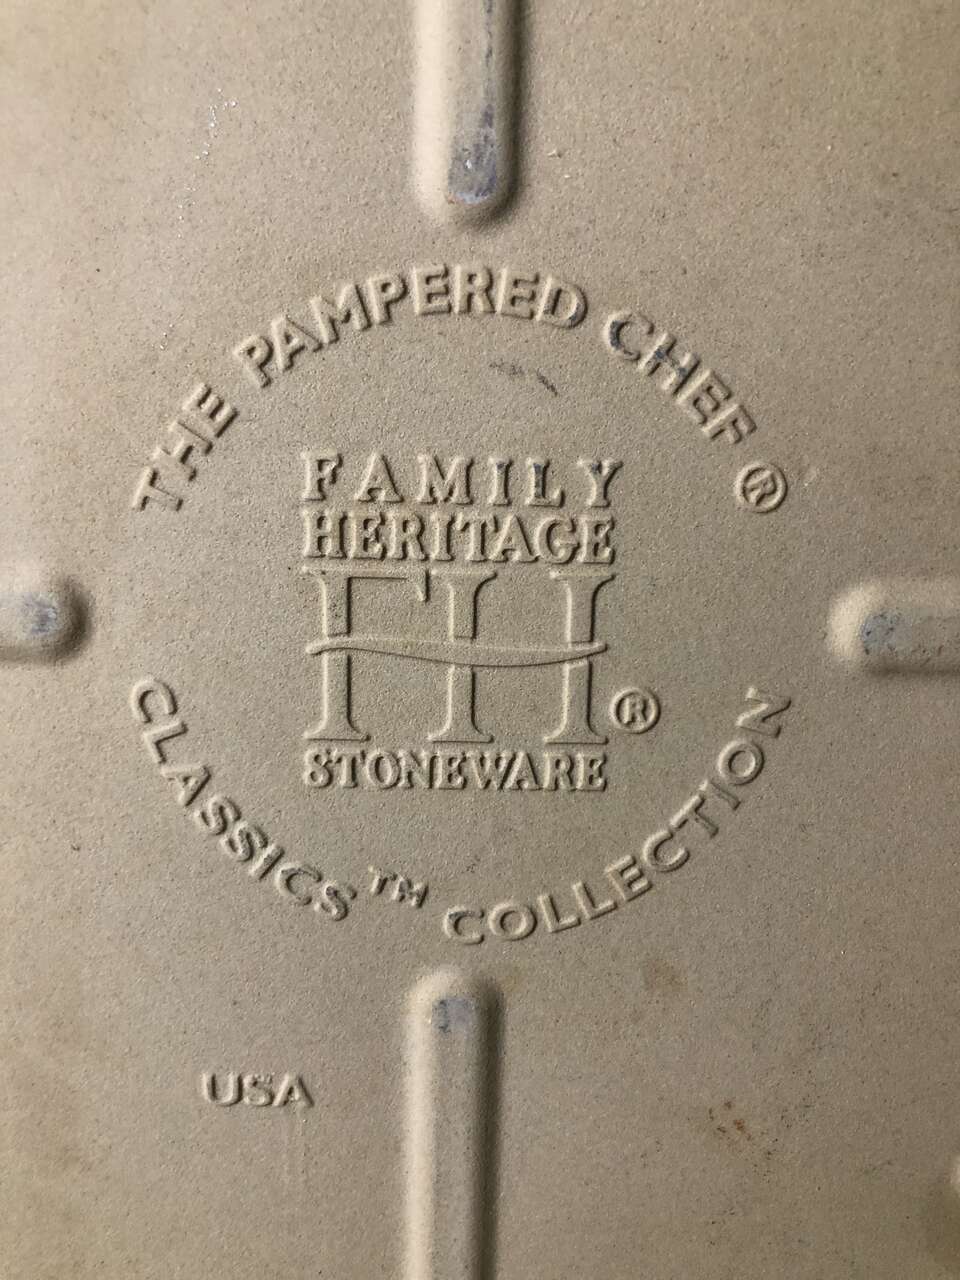 THE PAMPERED CHEF ®
FAMILY
HERITAGE
FH ®
STONEWARE
CLASSICS™ COLLECTION
USA